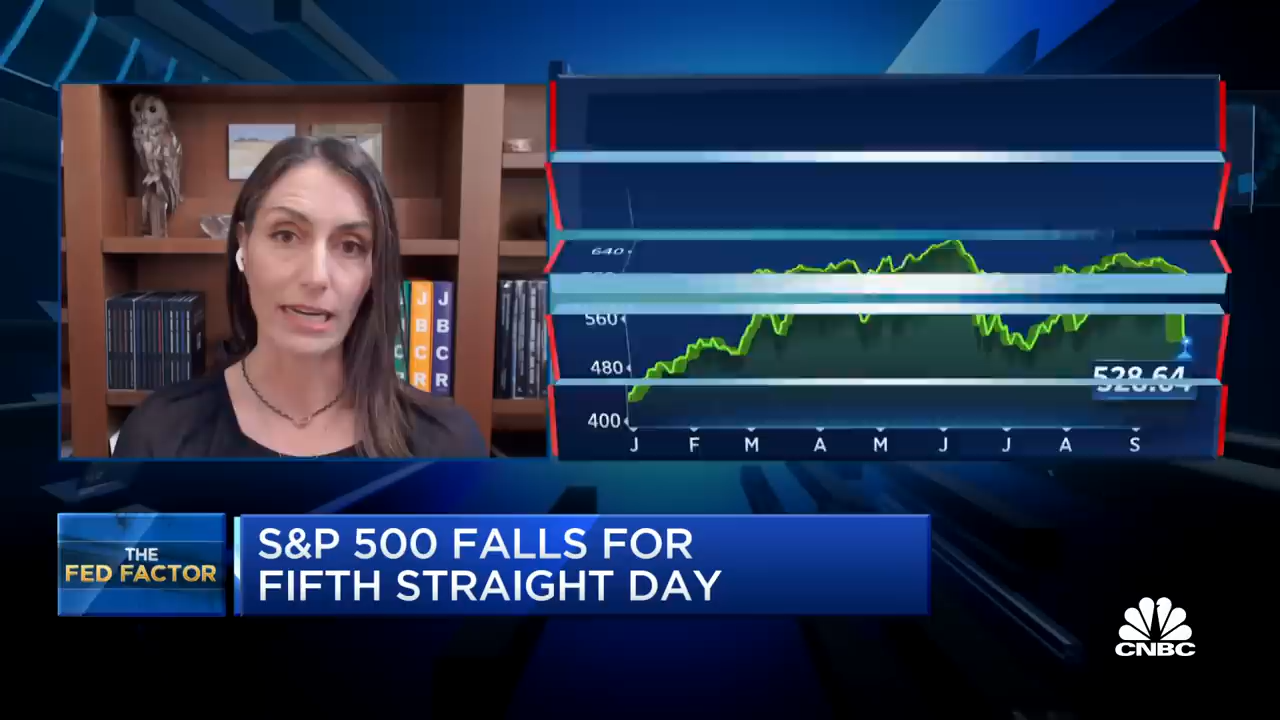 J
B
C
R
J
B
C
R
C
R
640
560
480
400
528.64
J F M A M J J A S
THE
FED FACTOR
S&P 500 FALLS FOR
FIFTH STRAIGHT DAY
CNBC